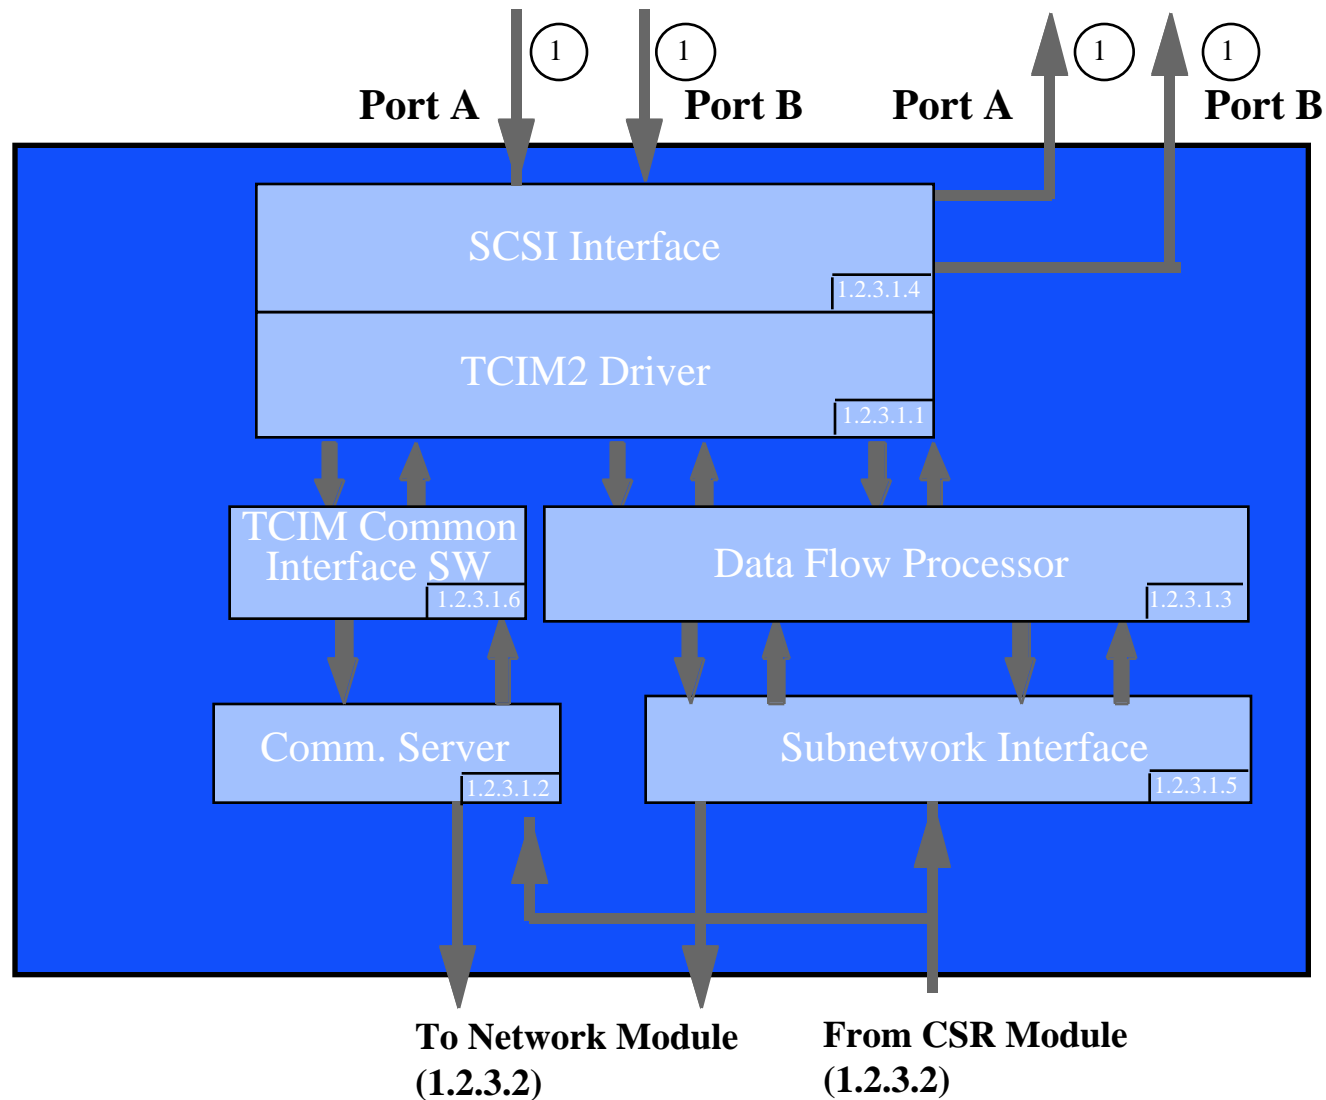 1 1 1 1
Port A Port B Port A Port B
SCSI Interface
1.2.3.1.4
TCIM2 Driver
1.2.3.1.1
TCIM Common
Interface SW
1.2.3.1.6
Data Flow Processor
1.2.3.1.3
Comm. Server
1.2.3.1.2
Subnetwork Interface
1.2.3.1.5
To Network Module
(1.2.3.2)
From CSR Module
(1.2.3.2)